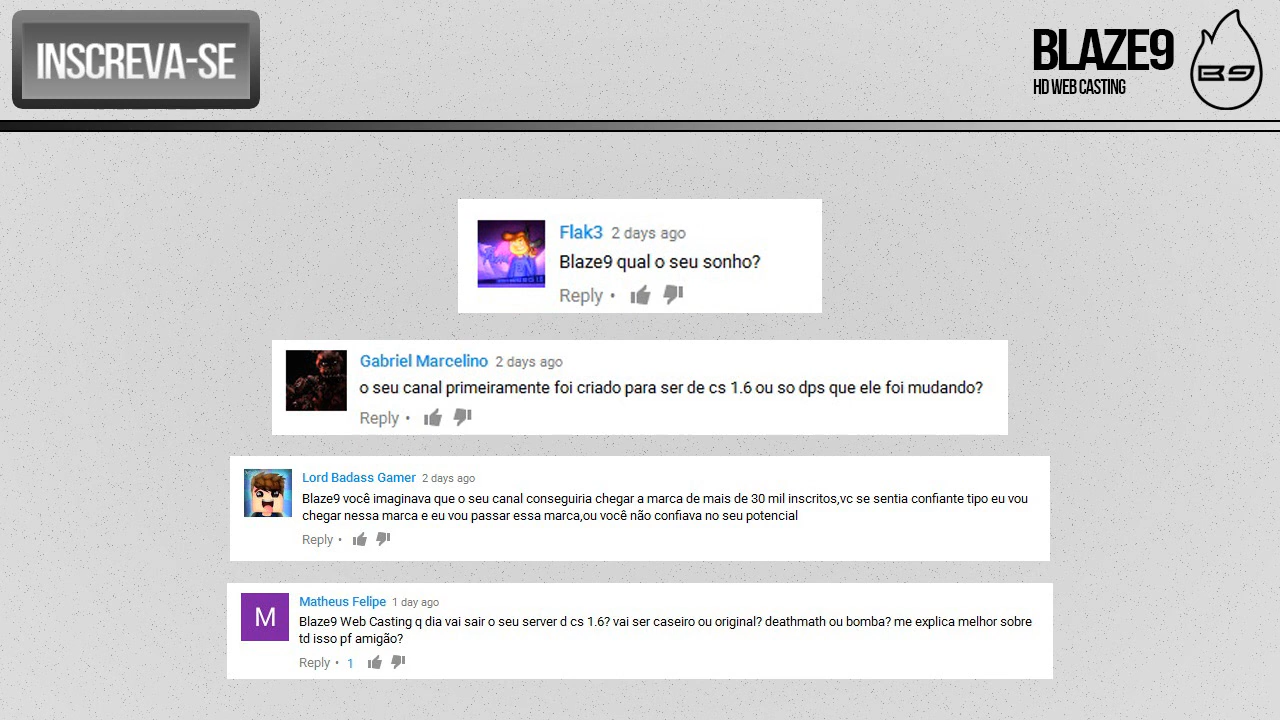 INSCREVA-SE
BLAZE9
HD WEB CASTING
B9
Flak3 2 days ago
Blaze9 qual o seu sonho?
Reply •
Gabriel Marcelino 2 days ago
o seu canal primeiramente foi criado para ser de cs 1.6 ou so dps que ele foi mudando?
Reply •
Lord Badass Gamer 2 days ago
Blaze9 você imaginava que o seu canal conseguiria chegar a marca de mais de 30 mil inscritos,vc se sentia confiante tipo eu vou
chegar nessa marca e eu vou passar essa marca,ou você não confiava no seu potencial
Reply •
M
Matheus Felipe 1 day ago
Blaze9 Web Casting q dia vai sair o seu server d cs 1.6? vai ser caseiro ou original? deathmath ou bomba? me explica melhor sobre
td isso pf amigão?
Reply • 1